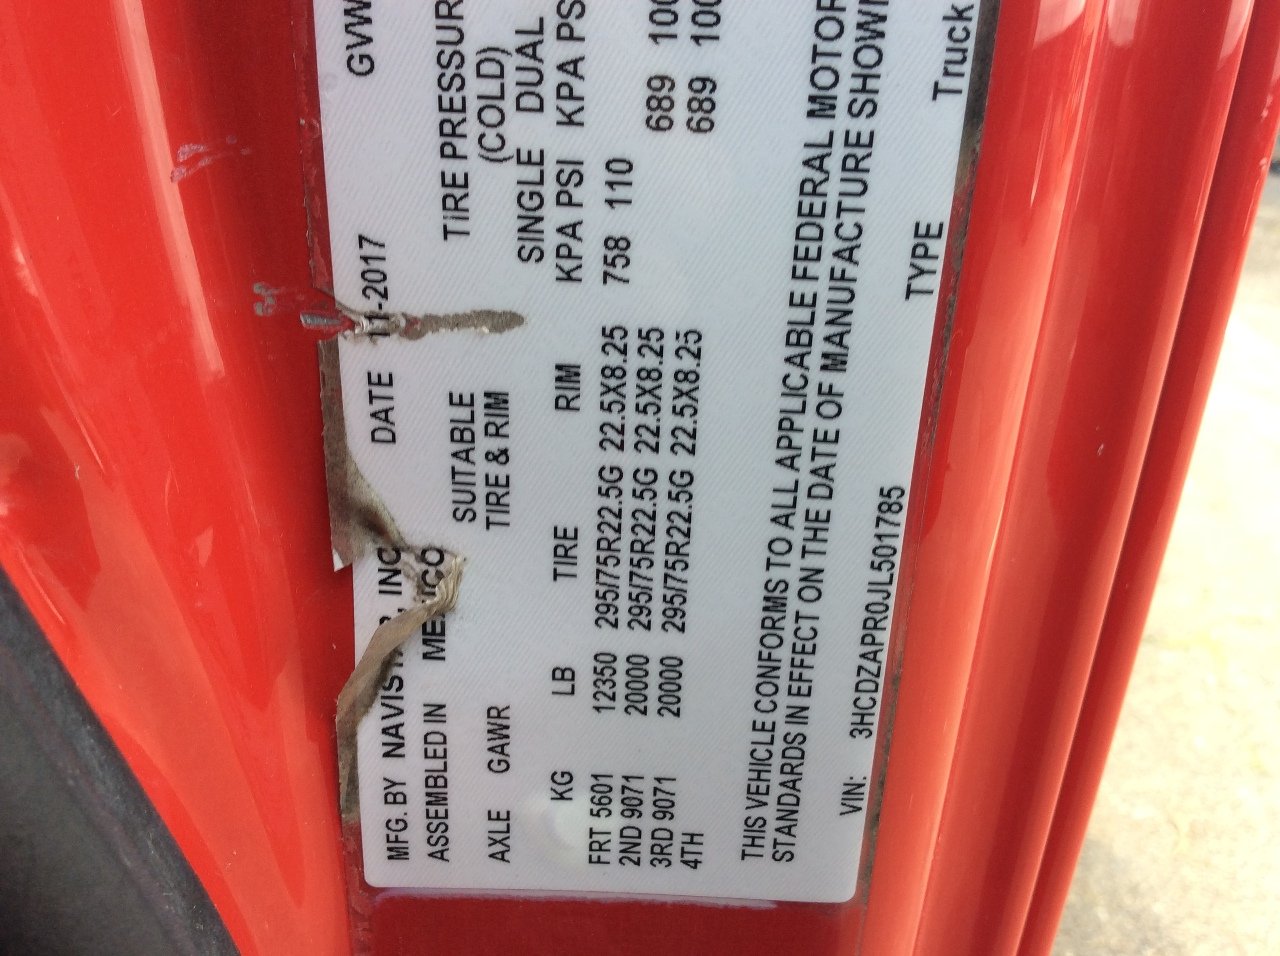 MFG. BY NAVISTAR, INC DATE 11-2017 GVW
ASSEMBLED IN MEXICO
SUITABLE TIRE PRESSUR
AXLE GAWR TIRE & RIM (COLD)
SINGLE DUAL
KG LB TIRE RIM KPA PSI KPA PS
FRT 5601 12350 295/75R22.5G 22.5X8.25 758 110
2ND 9071 20000 295/75R22.5G 22.5X8.25 689 100
3RD 9071 20000 295/75R22.5G 22.5X8.25 689 100
4TH
THIS VEHICLE CONFORMS TO ALL APPLICABLE FEDERAL MOTOR
STANDARDS IN EFFECT ON THE DATE OF MANUFACTURE SHOWN
VIN: 3HCDZAPR0JL501785 TYPE Truck